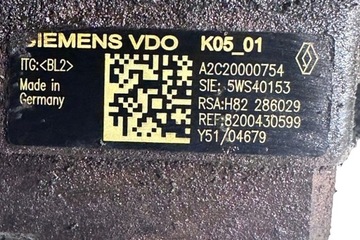 SIEMENS VDO K05_01
ITG:<BL2> A2C20000754
Made in SIE: 5WS40153
Germany RSA:H82 286029
REF:8200430599
Y51/04679